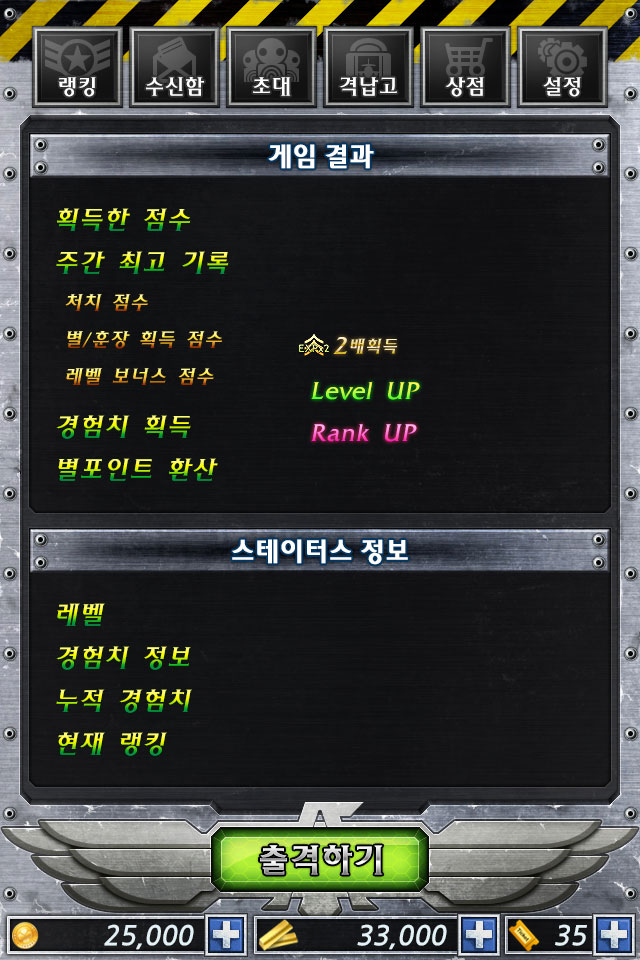 랭킹 수신함 초대 격납고 상점 설정
게임 결과
획득한 점수
주간 최고 기록
처치 점수
별/훈장 획득 점수
2배획득
레벨 보너스 점수
Level UP
경험치 획득
Rank UP
별포인트 환산
스테이터스 정보
레벨
경험치 정보
누적 경험치
현재 랭킹
출격하기
25,000 33,000 35